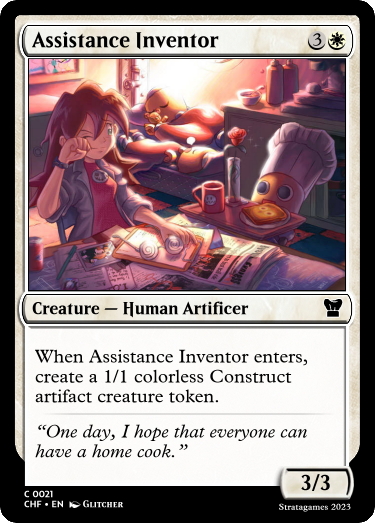 Assistance Inventor 3
Creature — Human Artificer
When Assistance Inventor enters,
create a 1/1 colorless Construct
artifact creature token.
“One day, I hope that everyone can
have a home cook.”
3/3
C 0021
CHF • EN Glitcher
Stratagames 2023